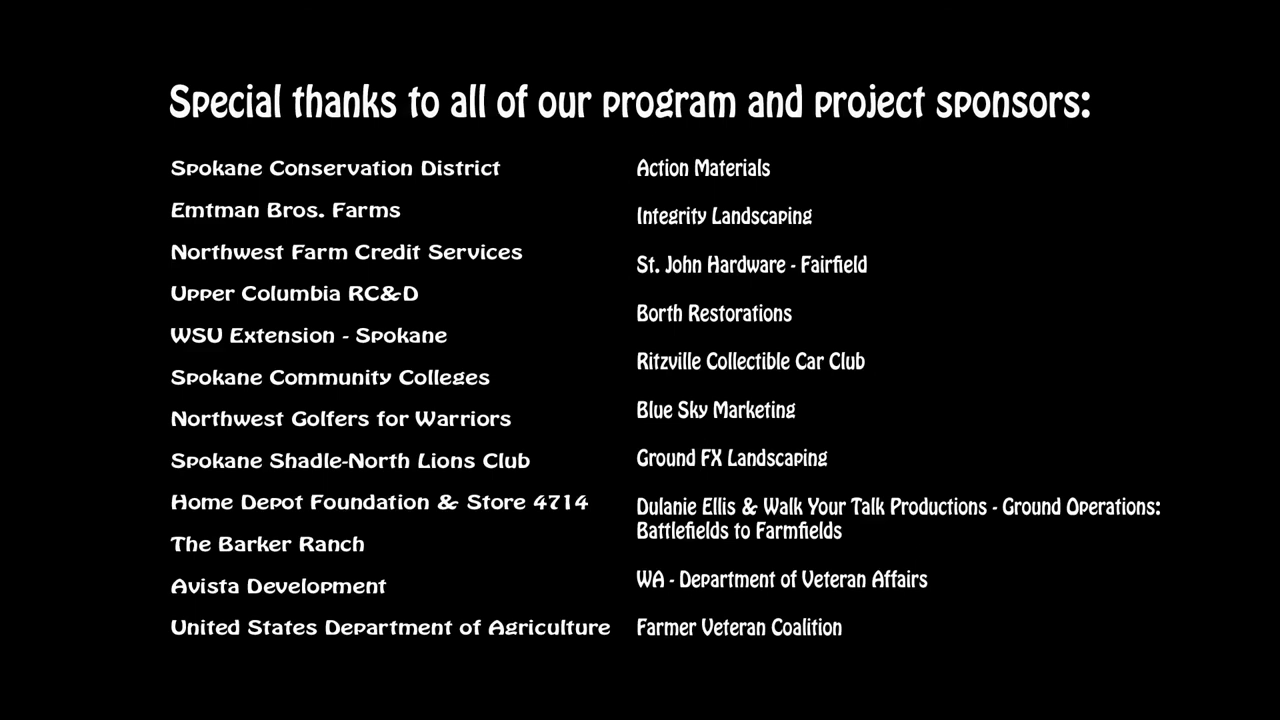 Special thanks to all of our program and project sponsors:
Spokane Conservation District
Emtman Bros. Farms
Northwest Farm Credit Services
Upper Columbia RC&D
WSU Extension - Spokane
Spokane Community Colleges
Northwest Golfers for Warriors
Spokane Shadle-North Lions Club
Home Depot Foundation & Store 4714
The Barker Ranch
Avista Development
United States Department of Agriculture
Action Materials
Integrity Landscaping
St. John Hardware - Fairfield
Borth Restorations
Ritzville Collectible Car Club
Blue Sky Marketing
Ground FX Landscaping
Dulanie Ellis & Walk Your Talk Productions - Ground Operations:
Battlefields to Farmfields
WA - Department of Veteran Affairs
Farmer Veteran Coalition